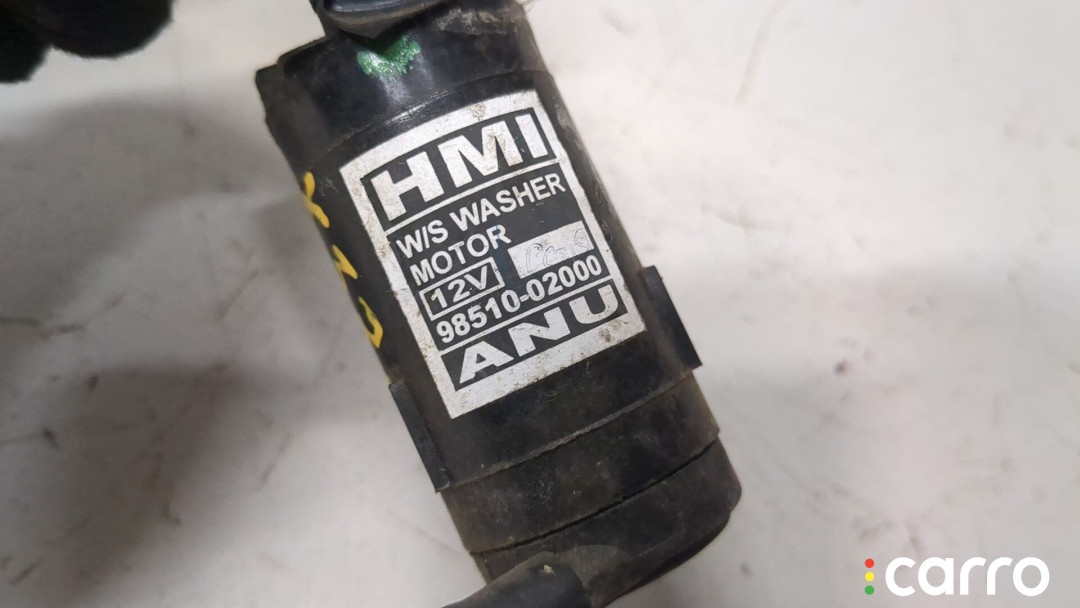 HMI
W/S WASHER
MOTOR
12V
98510-02000
ANU
carro